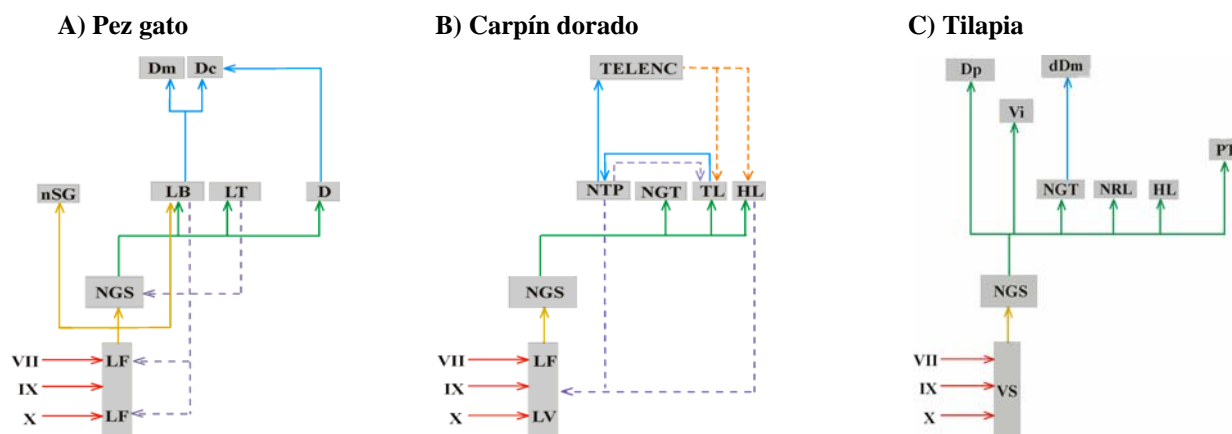 A) Pez gato
Dm Dc
nSG LB LT D
NGS
VII LF
IX
X LF
B) Carpín dorado
TELENC
NTP NGT TL HL
NGS
VII LF
IX
X LV
C) Tilapia
Dp dDm
Vi
PT
NGT NRL HL
NGS
VII
IX VS
X